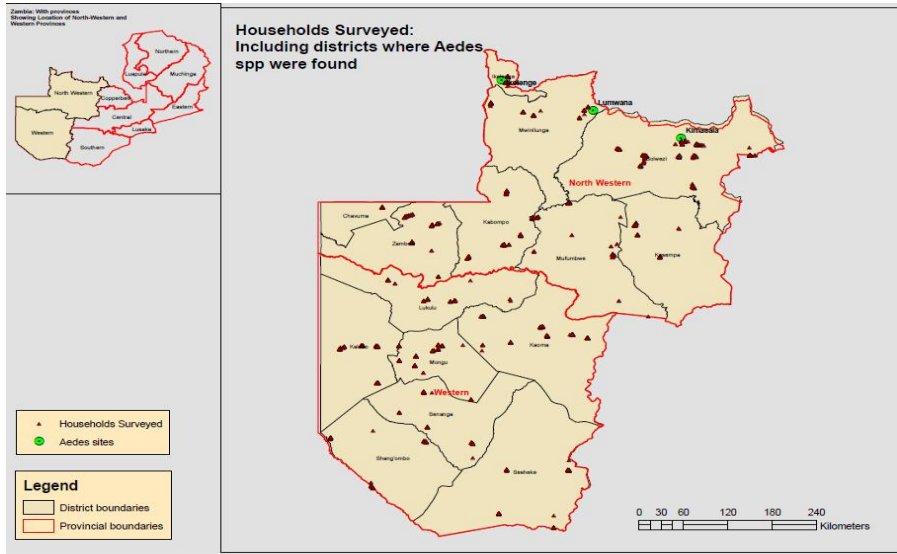 Zambia: With provinces
Showing Location of North-Western and
Western Provinces
Northern
Luapula
Muchinga
North Western
Copperbelt
Eastern
Central
Western
Lusaka
Southern
Households Surveyed:
Including districts where Aedes
spp were found
Lumwana
Mwinilunga
Solwezi
North Western
Chavuma
Kabompo
Zambezi
Mufumbwe
Kasempa
Lukulu
Kalabo
Kaoma
Mongu
Western
Senanga
Shang'ombo
Sesheke
Households Surveyed
Aedes sites
Legend
District boundaries
Provincial boundaries
0 30 60 120 180 240
Kilometers